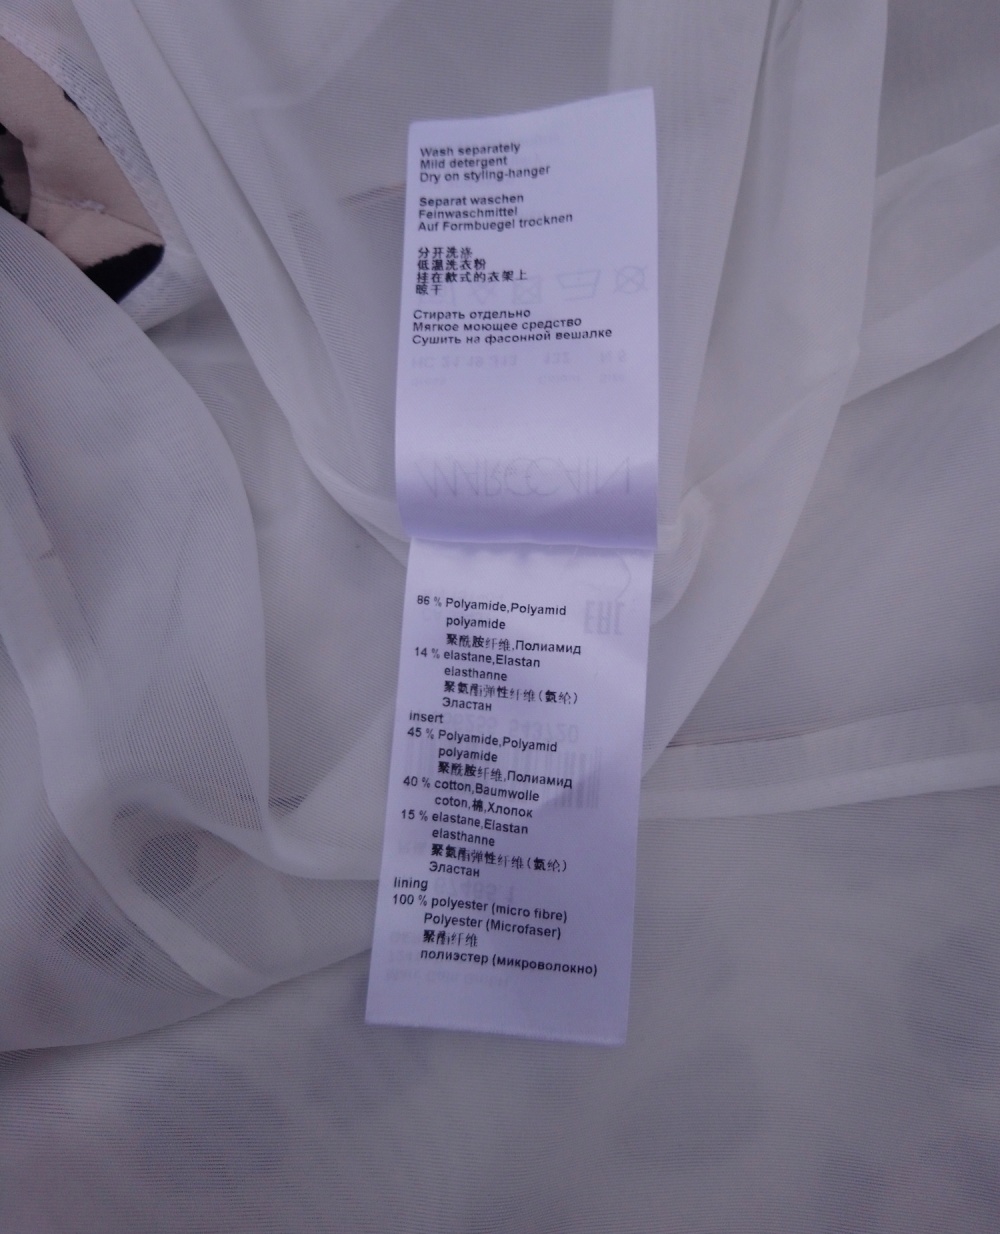 Wash separately
Mild detergent
Dry on styling-hanger
Separat waschen
Feinwaschmittel
Auf Formbuegel trocknen
分开洗涤
低温洗衣粉
挂在款式的衣架上
晾干
Стирать отдельно
Мягкое моющее средство
Сушить на фасонной вешалке
MARCCAIN
86 % Polyamide,Polyamid
polyamide
聚酰胺纤维,Полиамид
14 % elastane,Elastan
elasthanne
聚氨酯弹性纤维(氨纶)
Эластан
insert
45 % Polyamide,Polyamid
polyamide
聚酰胺纤维,Полиамид
40 % cotton,Baumwolle
coton,棉,Хлопок
15 % elastane,Elastan
elasthanne
聚氨酯弹性纤维(氨纶)
Эластан
lining
100 % polyester (micro fibre)
Polyester (Microfaser)
聚酯纤维
полиэстер (микроволокно)